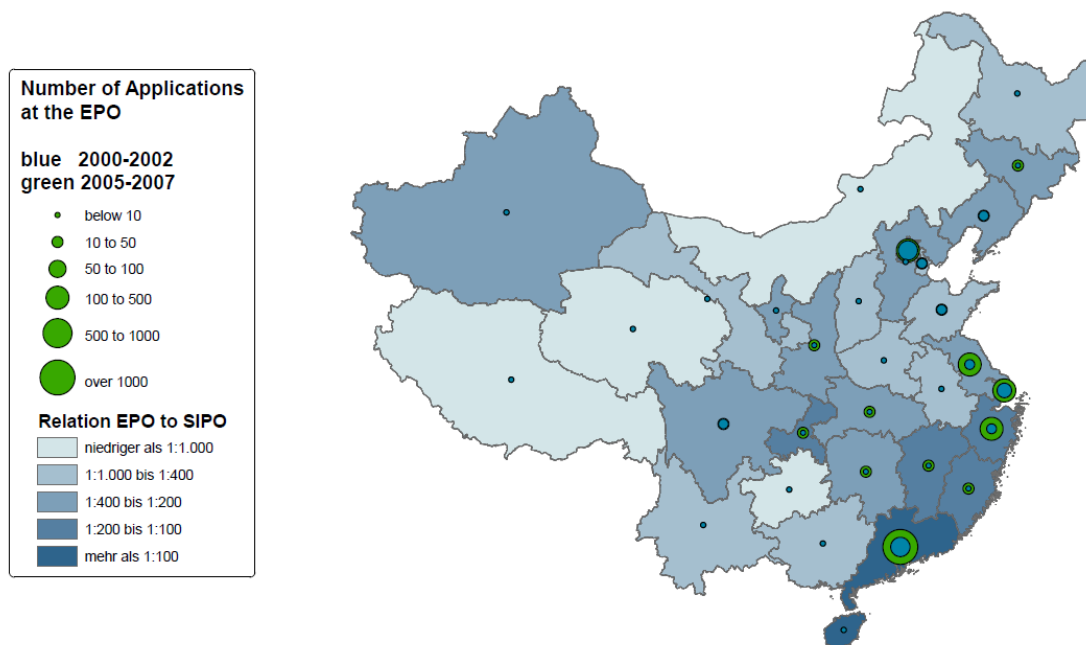 Number of Applications
at the EPO
blue 2000-2002
green 2005-2007
below 10
10 to 50
50 to 100
100 to 500
500 to 1000
over 1000
Relation EPO to SIPO
niedriger als 1:1.000
1:1.000 bis 1:400
1:400 bis 1:200
1:200 bis 1:100
mehr als 1:100